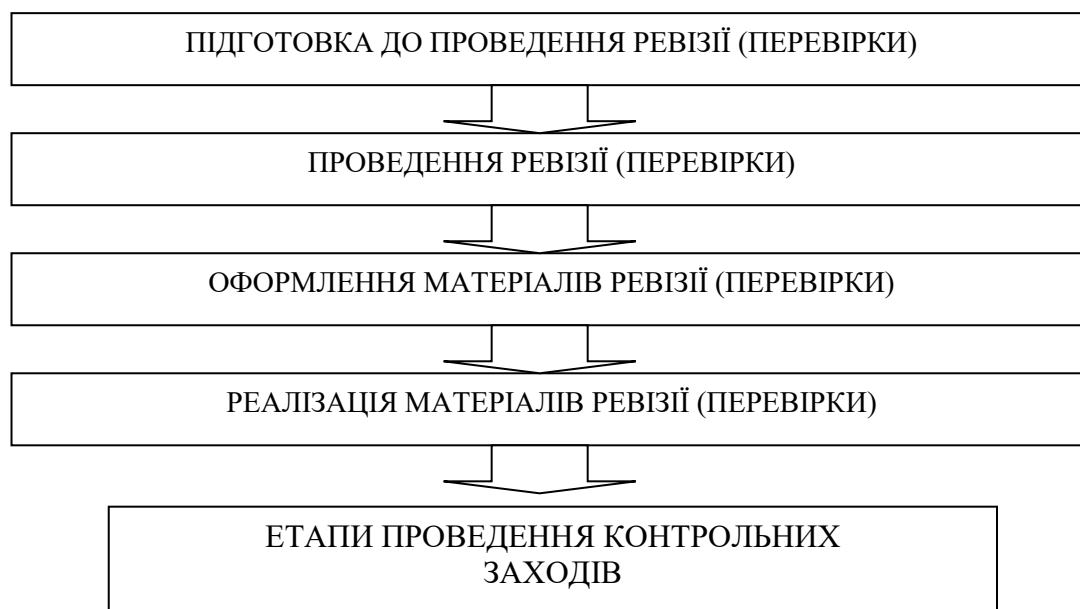 ПІДГОТОВКА ДО ПРОВЕДЕННЯ РЕВІЗІЇ (ПЕРЕВІРКИ)
ПРОВЕДЕННЯ РЕВІЗІЇ (ПЕРЕВІРКИ)
ОФОРМЛЕННЯ МАТЕРІАЛІВ РЕВІЗІЇ (ПЕРЕВІРКИ)
РЕАЛІЗАЦІЯ МАТЕРІАЛІВ РЕВІЗІЇ (ПЕРЕВІРКИ)
ЕТАПИ ПРОВЕДЕННЯ КОНТРОЛЬНИХ
ЗАХОДІВ